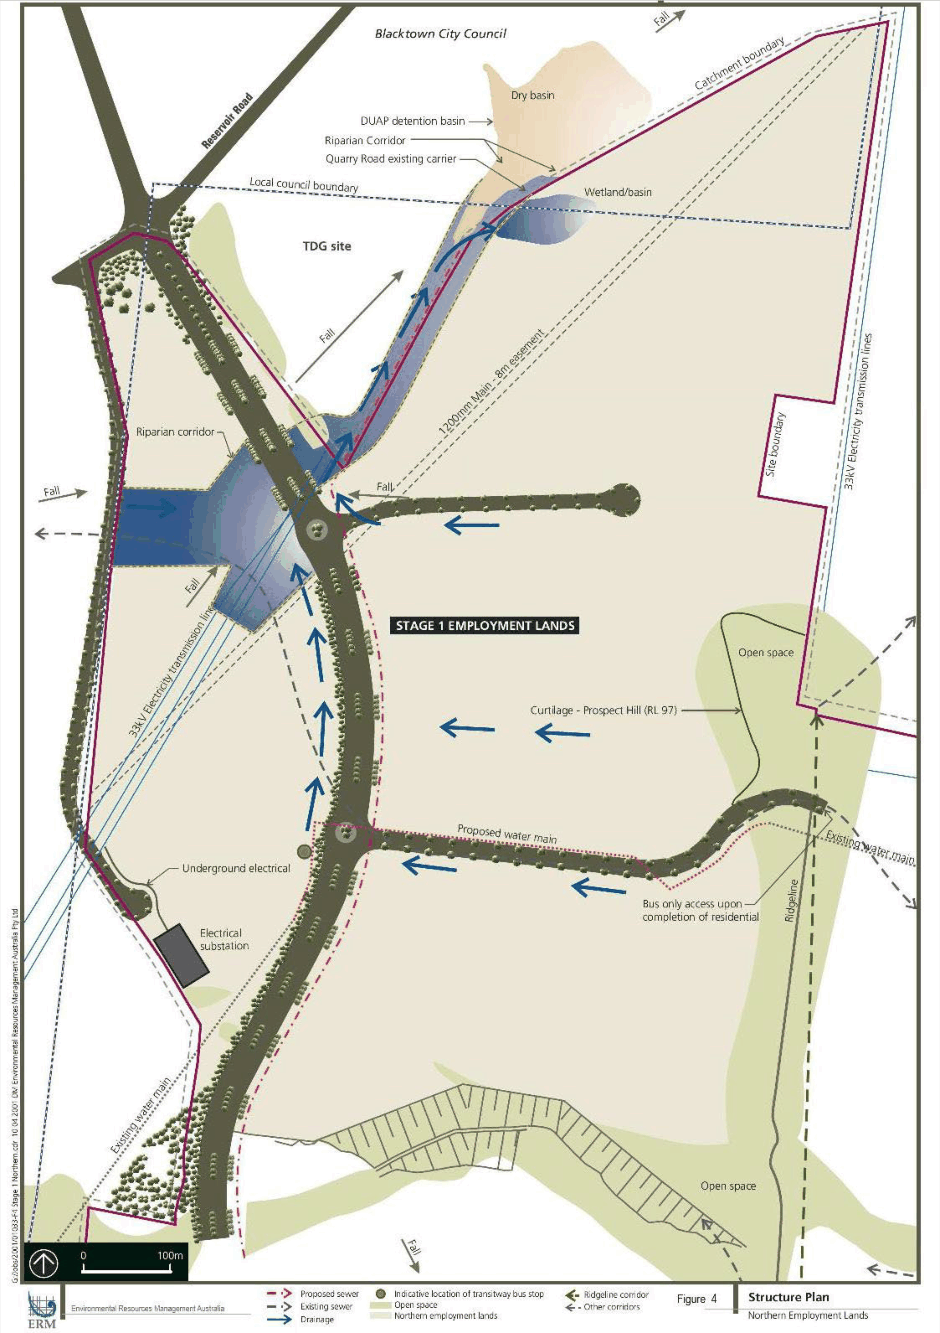 Blacktown City Council
Fall
Catchment boundary
Dry basin
DUAP detention basin
Riparian Corridor
Quarry Road existing carrier
Reservoir Road
Local council boundary
Wetland/basin
TDG site
Fall
1200mm Main - 8m easement
33kV Electricity transmission lines
Site boundary
Riparian corridor
Fall
Fall
Fall
STAGE 1 EMPLOYMENT LANDS
33kV Electricity transmission line
Open space
Curtilage - Prospect Hill (RL 97)
Proposed water main
Existing water main
Underground electrical
Bus only access upon
completion of residential
Ridgeline
Electrical
substation
Existing water main
Open space
Fall
0 100m
ERM
Environmental Resources Management Australia
Proposed sewer
Existing sewer
Drainage
Indicative location of transitway bus stop
Open space
Northern employment lands
Ridgeline corridor
Other corridors
Figure 4
Structure Plan
Northern Employment Lands